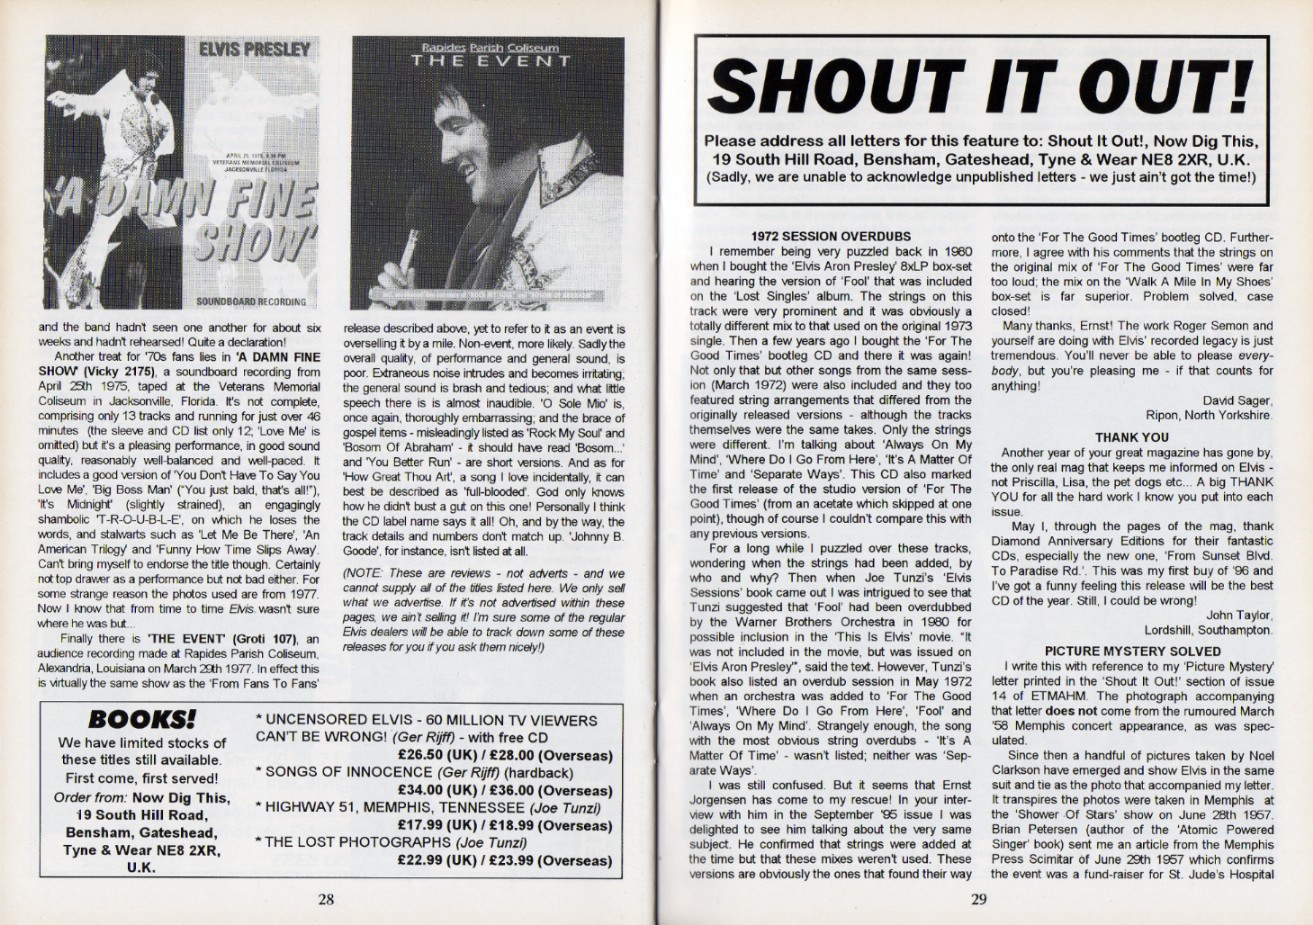 ELVIS PRESLEY
APRIL 25, 1975, 8.30 PM
VETERANS MEMORIAL COLISEUM
JACKSONVILLE FLORIDA
'A DAMN FINE
SHOW'
SOUNDBOARD RECORDING
and the band hadn't seen one another for about six
weeks and hadn't rehearsed! Quite a declaration!
Another treat for '70s fans lies in 'A DAMN FINE
SHOW' (Vicky 2175), a soundboard recording from
April 25th 1975, taped at the Veterans Memorial
Coliseum in Jacksonville, Florida. It's not complete,
comprising only 13 tracks and running for just over 46
minutes (the sleeve and CD list only 12; 'Love Me' is
omitted) but it's a pleasing performance, in good sound
quality, reasonably well-balanced and well-paced. It
includes a good version of 'You Don't Have To Say You
Love Me', 'Big Boss Man' ("You just bald, that's all!"),
'It's Midnight' (slightly strained), an engagingly
shambolic 'T-R-O-U-B-L-E', on which he loses the
words, and stalwarts such as 'Let Me Be There', 'An
American Trilogy' and 'Funny How Time Slips Away'.
Can't bring myself to endorse the title though. Certainly
not top drawer as a performance but not bad either. For
some strange reason the photos used are from 1977.
Now I know that from time to time Elvis wasn't sure
where he was but...
Finally there is 'THE EVENT' (Groti 107), an
audience recording made at Rapides Parish Coliseum,
Alexandria, Louisiana on March 29th 1977. In effect this
is virtually the same show as the 'From Fans To Fans'
Rapides Parish Coliseum
THE EVENT
release described above, yet to refer to it as an event is
overselling it by a mile. Non-event, more likely. Sadly the
overall quality, of performance and general sound, is
poor. Extraneous noise intrudes and becomes irritating;
the general sound is brash and tedious; and what little
speech there is is almost inaudible. 'O Sole Mio' is,
once again, thoroughly embarrassing; and the brace of
gospel items - misleadingly listed as 'Rock My Soul' and
'Bosom Of Abraham' - it should have read 'Bosom...'
and 'You Better Run' - are short versions. And as for
'How Great Thou Art', a song I love incidentally, it can
best be described as 'full-blooded'. God only knows
how he didn't bust a gut on this one! Personally I think
the CD label name says it all! Oh, and by the way, the
track details and numbers don't match up. 'Johnny B.
Goode', for instance, isn't listed at all.
(NOTE: These are reviews - not adverts - and we
cannot supply all of the titles listed here. We only sell
what we advertise. If it's not advertised within these
pages, we ain't selling it! I'm sure some of the regular
Elvis dealers will be able to track down some of these
releases for you if you ask them nicely!)
BOOKS!
We have limited stocks of
these titles still available.
First come, first served!
Order from: Now Dig This,
19 South Hill Road,
Bensham, Gateshead,
Tyne & Wear NE8 2XR,
U.K.
* UNCENSORED ELVIS - 60 MILLION TV VIEWERS
CAN'T BE WRONG! (Ger Rijff) - with free CD
£26.50 (UK) / £28.00 (Overseas)
* SONGS OF INNOCENCE (Ger Rijff) (hardback)
£34.00 (UK) / £36.00 (Overseas)
* HIGHWAY 51, MEMPHIS, TENNESSEE (Joe Tunzi)
£17.99 (UK) / £18.99 (Overseas)
* THE LOST PHOTOGRAPHS (Joe Tunzi)
£22.99 (UK) / £23.99 (Overseas)
28
SHOUT IT OUT!
Please address all letters for this feature to: Shout It Out!, Now Dig This,
19 South Hill Road, Bensham, Gateshead, Tyne & Wear NE8 2XR, U.K.
(Sadly, we are unable to acknowledge unpublished letters - we just ain't got the time!)
1972 SESSION OVERDUBS
I remember being very puzzled back in 1980
when I bought the 'Elvis Aron Presley' 8xLP box-set
and hearing the version of 'Fool' that was included
on the 'Lost Singles' album. The strings on this
track were very prominent and it was obviously a
totally different mix to that used on the original 1973
single. Then a few years ago I bought the 'For The
Good Times' bootleg CD and there it was again!
Not only that but other songs from the same sess-
ion (March 1972) were also included and they too
featured string arrangements that differed from the
originally released versions - although the tracks
themselves were the same takes. Only the strings
were different. I'm talking about 'Always On My
Mind', 'Where Do I Go From Here', 'It's A Matter Of
Time' and 'Separate Ways'. This CD also marked
the first release of the studio version of 'For The
Good Times' (from an acetate which skipped at one
point), though of course I couldn't compare this with
any previous versions.
For a long while I puzzled over these tracks,
wondering when the strings had been added, by
who and why? Then when Joe Tunzi's 'Elvis
Sessions' book came out I was intrigued to see that
Tunzi suggested that 'Fool' had been overdubbed
by the Warner Brothers Orchestra in 1980 for
possible inclusion in the 'This Is Elvis' movie. "It
was not included in the movie, but was issued on
'Elvis Aron Presley'", said the text. However, Tunzi's
book also listed an overdub session in May 1972
when an orchestra was added to 'For The Good
Times', 'Where Do I Go From Here', 'Fool' and
'Always On My Mind'. Strangely enough, the song
with the most obvious string overdubs - 'It's A
Matter Of Time' - wasn't listed; neither was 'Sep-
arate Ways'.
I was still confused. But it seems that Ernst
Jorgensen has come to my rescue! In your inter-
view with him in the September '95 issue I was
delighted to see him talking about the very same
subject. He confirmed that strings were added at
the time but that these mixes weren't used. These
versions are obviously the ones that found their way
onto the 'For The Good Times' bootleg CD. Further-
more, I agree with his comments that the strings on
the original mix of 'For The Good Times' were far
too loud; the mix on the 'Walk A Mile In My Shoes'
box-set is far superior. Problem solved, case
closed!
Many thanks, Ernst! The work Roger Semon and
yourself are doing with Elvis' recorded legacy is just
tremendous. You'll never be able to please every-
body, but you're pleasing me - if that counts for
anything!
David Sager,
Ripon, North Yorkshire.
THANK YOU
Another year of your great magazine has gone by,
the only real mag that keeps me informed on Elvis -
not Priscilla, Lisa, the pet dogs etc... A big THANK
YOU for all the hard work I know you put into each
issue.
May I, through the pages of the mag, thank
Diamond Anniversary Editions for their fantastic
CDs, especially the new one, 'From Sunset Blvd.
To Paradise Rd.'. This was my first buy of '96 and
I've got a funny feeling this release will be the best
CD of the year. Still, I could be wrong!
John Taylor,
Lordshill, Southampton.
PICTURE MYSTERY SOLVED
I write this with reference to my 'Picture Mystery'
letter printed in the 'Shout It Out!' section of issue
14 of ETMAHM. The photograph accompanying
that letter does not come from the rumoured March
'58 Memphis concert appearance, as was spec-
ulated.
Since then a handful of pictures taken by Noel
Clarkson have emerged and show Elvis in the same
suit and tie as the photo that accompanied my letter.
It transpires the photos were taken in Memphis at
the 'Shower Of Stars' show on June 28th 1957.
Brian Petersen (author of the 'Atomic Powered
Singer' book) sent me an article from the Memphis
Press Scimitar of June 29th 1957 which confirms
the event was a fund-raiser for St. Jude's Hospital
29